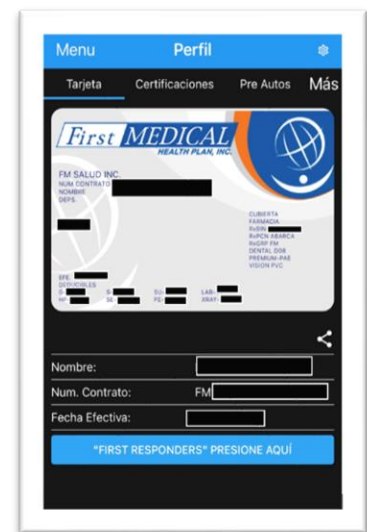 Menu Perfil
Tarjeta Certificaciones Pre Autos Más
First MEDICAL
HEALTH PLAN, INC.
FM SALUD INC.
NUM CONTRATO
NOMBRE
DEPS.
CUBIERTA
FARMACIA
RxBIN
RxPCN ABARCA
RxGRP FM
DENTAL D08
PREMIUM-PAE
VISION PVC
DEDUCIBLES
LAB-
XRAY-
Nombre:
Num. Contrato: FM
Fecha Efectiva:
"FIRST RESPONDERS" PRESIONE AQUÍ